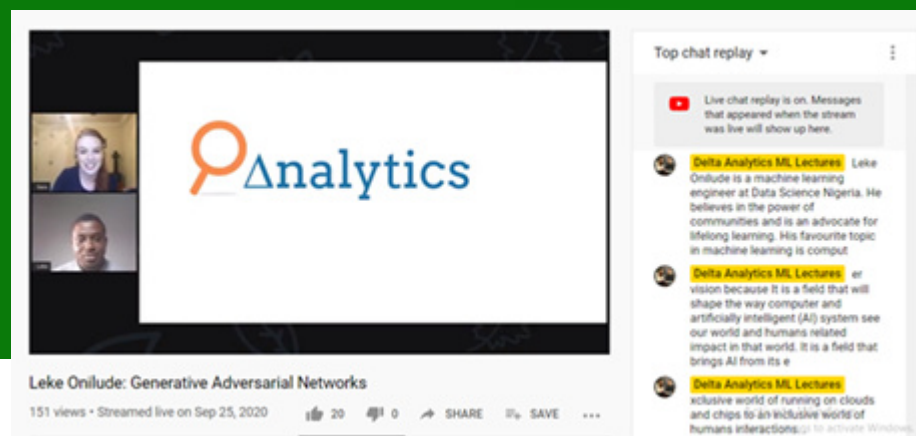 Analytics
Leke Onilude: Generative Adversarial Networks
151 views • Streamed live on Sep 25, 2020
20
0
SHARE
SAVE
Top chat replay
Live chat replay is on. Messages
that appeared when the stream
was live will show up here.
Delta Analytics ML Lectures Leke
Onilude is a machine learning
engineer at Data Science Nigeria. He
believes in the power of
communities and is an advocate for
lifelong learning. His favourite topic
in machine learning is comput
Delta Analytics ML Lectures er
vision because It is a field that will
shape the way computer and
artificially intelligent (AI) system see
our world and humans related
impact in that world. It is a field that
brings AI from its e
Delta Analytics ML Lectures
xclusive world of running on clouds
and chips to an inclusive world of
humans interactions...
to activate Windows